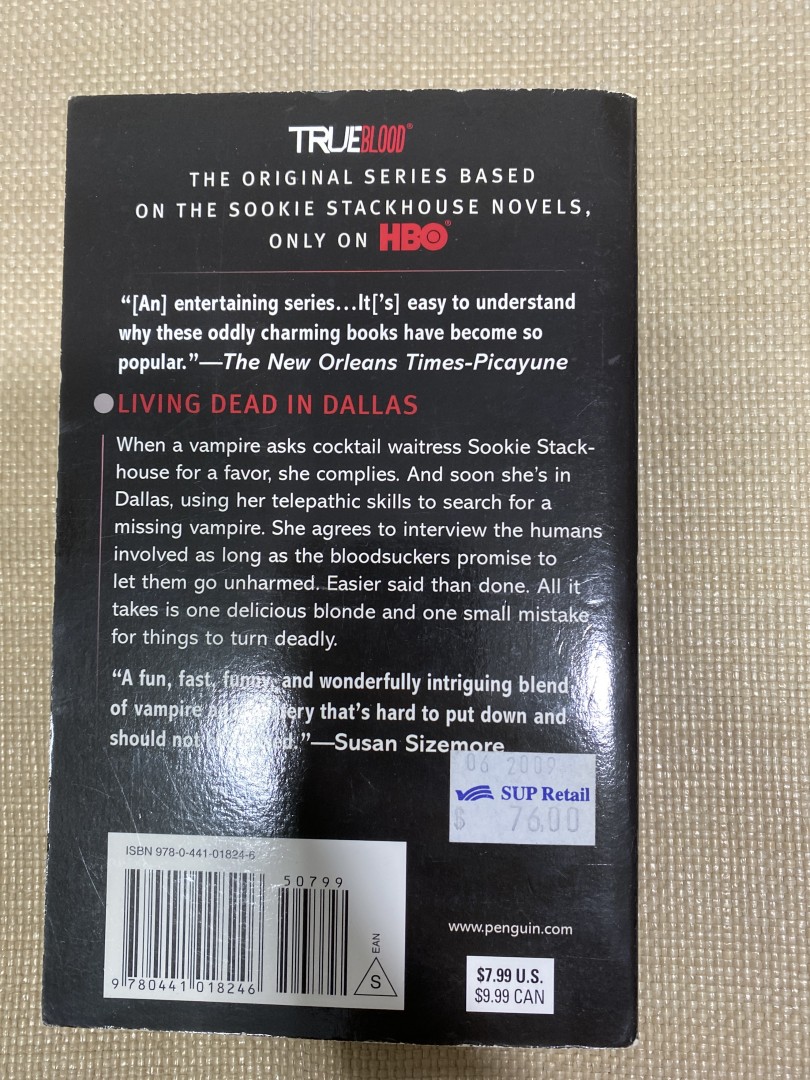 TRUEBLOOD®
THE ORIGINAL SERIES BASED
ON THE SOOKIE STACKHOUSE NOVELS,
ONLY ON HBO®
“[An] entertaining series...It[’s] easy to understand
why these oddly charming books have become so
popular.”—The New Orleans Times-Picayune
LIVING DEAD IN DALLAS
When a vampire asks cocktail waitress Sookie Stack-
house for a favor, she complies. And soon she’s in
Dallas, using her telepathic skills to search for a
missing vampire. She agrees to interview the humans
involved as long as the bloodsuckers promise to
let them go unharmed. Easier said than done. All it
takes is one delicious blonde and one small mistake
for things to turn deadly.
“A fun, fast, funny, and wonderfully intriguing blend
of vampire that’s hard to put down and
should not ”—Susan Sizemore
06 2009
SUP Retail
$ 76.00
ISBN 978-0-441-01824-6
50799
9 780441 018246
EAN
S
www.penguin.com
$7.99 U.S.
$9.99 CAN